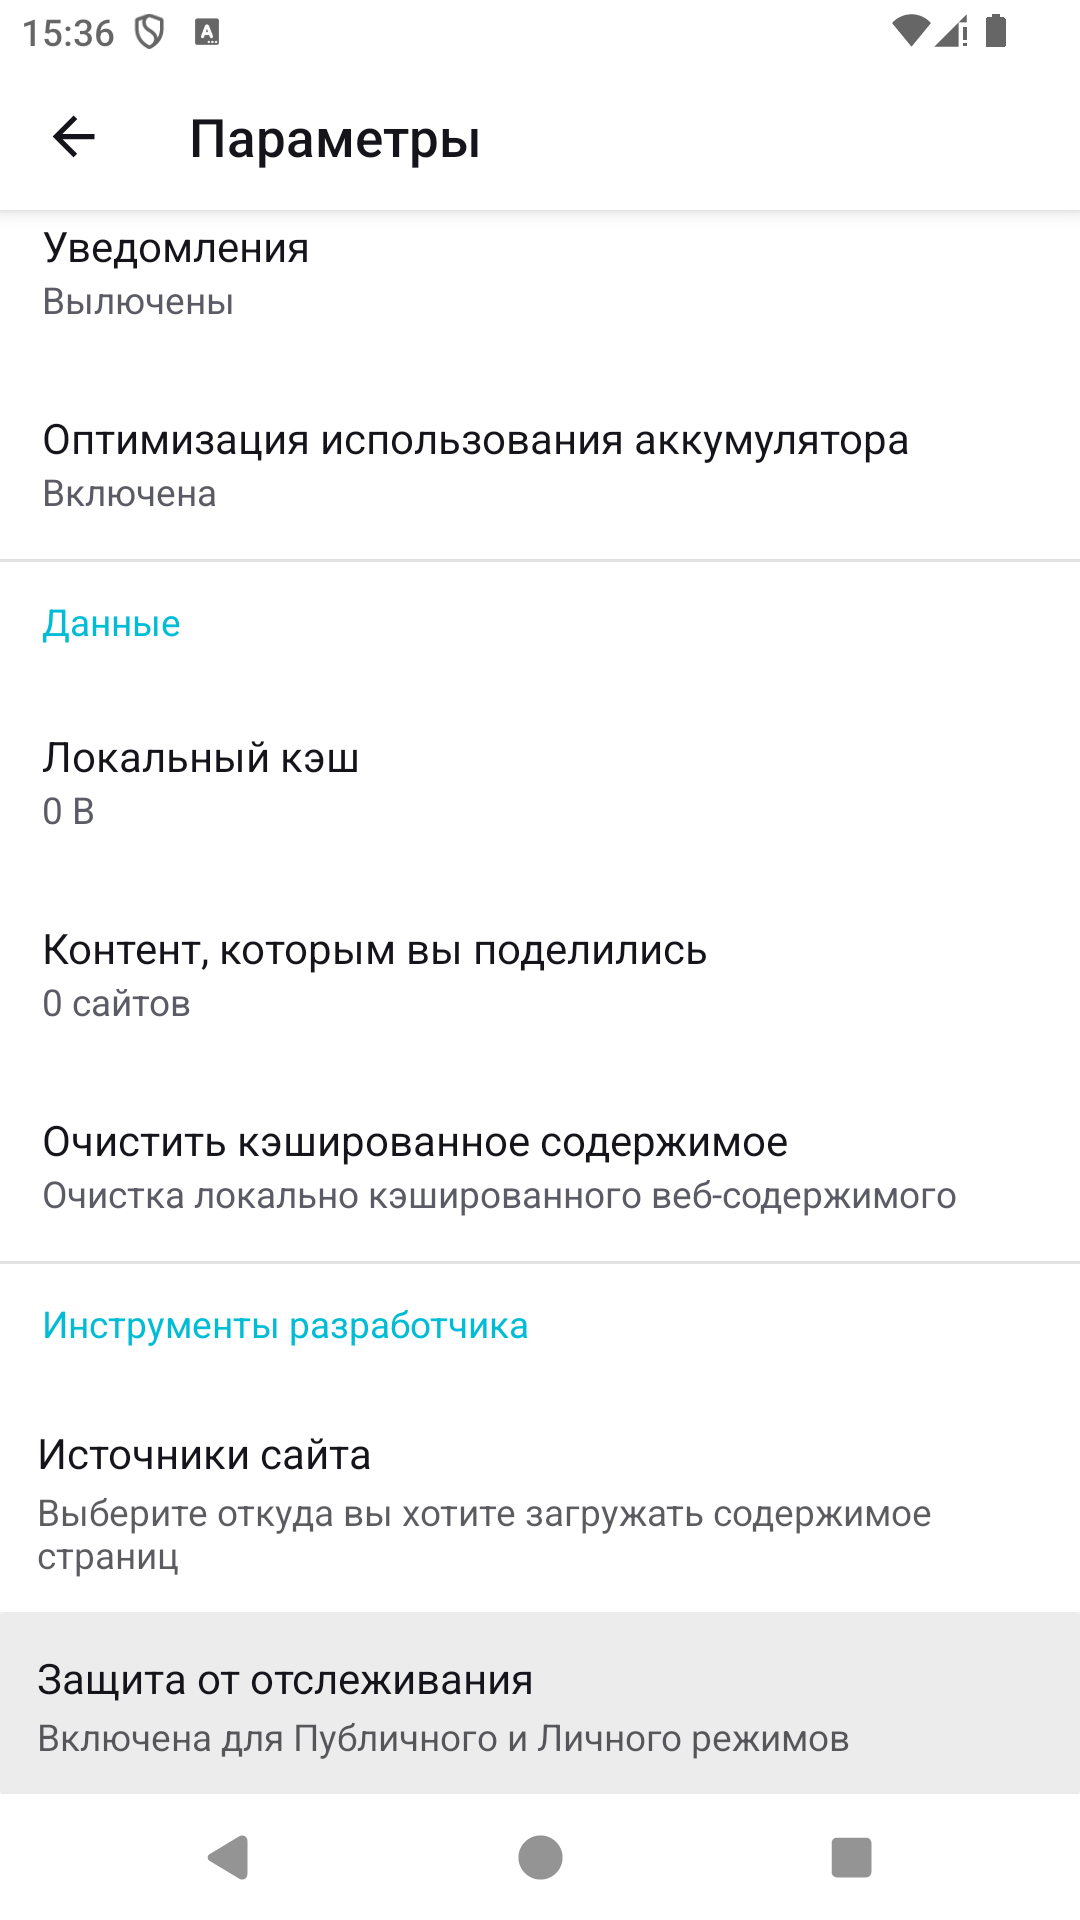 15:36
Параметры
Уведомления
Вылючены
Оптимизация использования аккумулятора
Включена
Данные
Локальный кэш
0 B
Контент, которым вы поделились
0 сайтов
Очистить кэшированное содержимое
Очистка локально кэшированного веб-содержимого
Инструменты разработчика
Источники сайта
Выберите откуда вы хотите загружать содержимое
страниц
Защита от отслеживания
Включена для Публичного и Личного режимов